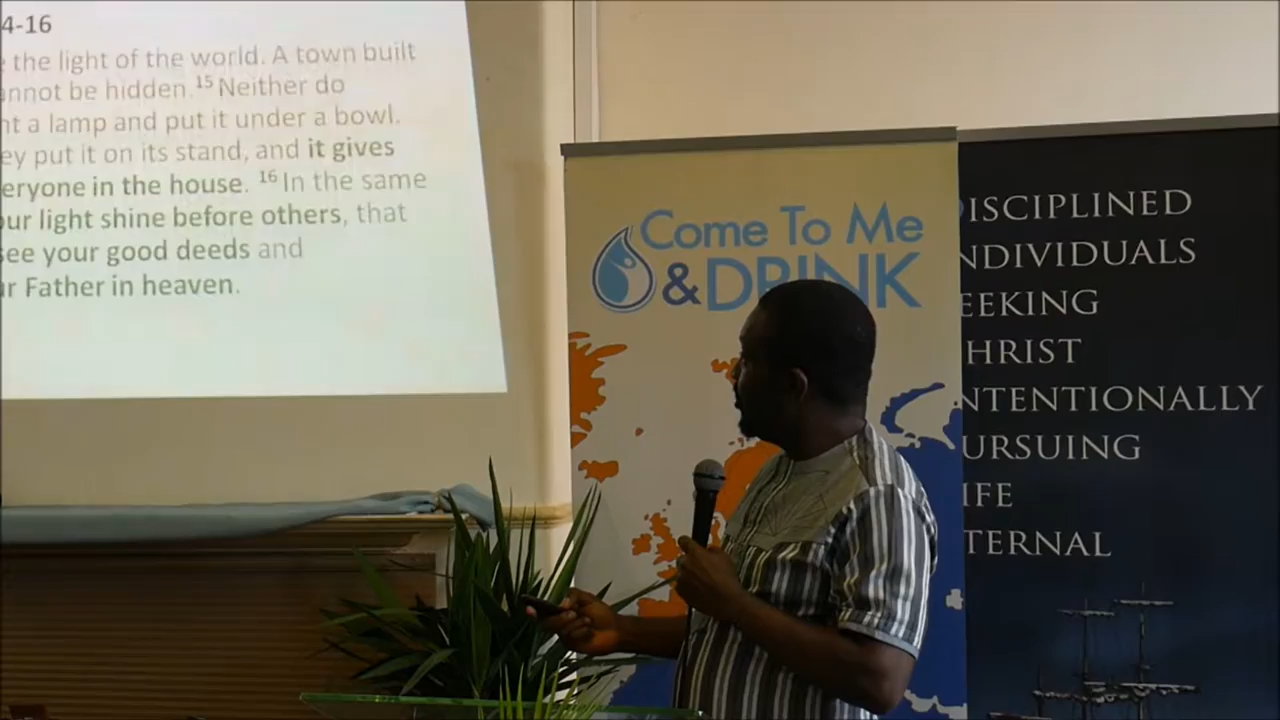 4-16
the light of the world. A town built
annot be hidden. 15 Neither do
a lamp and put it under a bowl.
ey put it on its stand, and it gives
eryone in the house. 16 In the same
ur light shine before others, that
see your good deeds and
r Father in heaven.
Come To Me
& DRINK
ISCIPLINED
NDIVIDUALS
EEKING
HRIST
NTENTIONALLY
URSUING
IFE
TERNAL